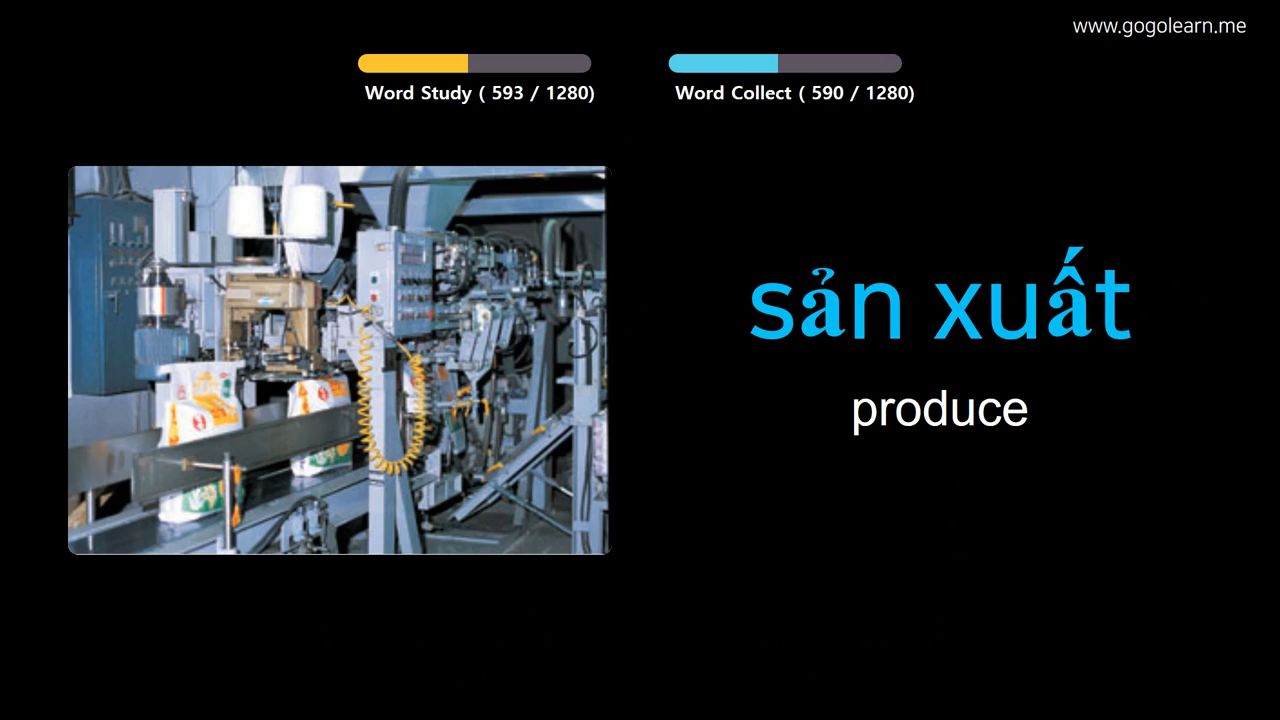 www.gogolearn.me
Word Study ( 593 / 1280)
Word Collect ( 590 / 1280)
sản xuất
produce